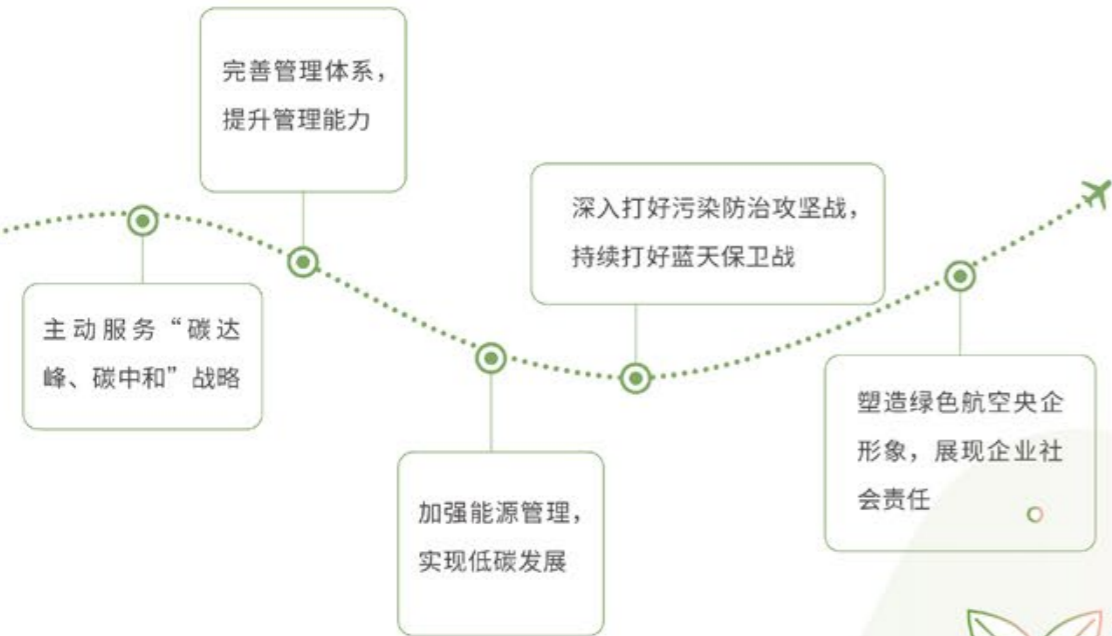 完善管理体系，
提升管理能力
主动服务“碳达
峰、碳中和”战略
深入打好污染防治攻坚战，
持续打好蓝天保卫战
加强能源管理，
实现低碳发展
塑造绿色航空央企
形象，展现企业社
会责任